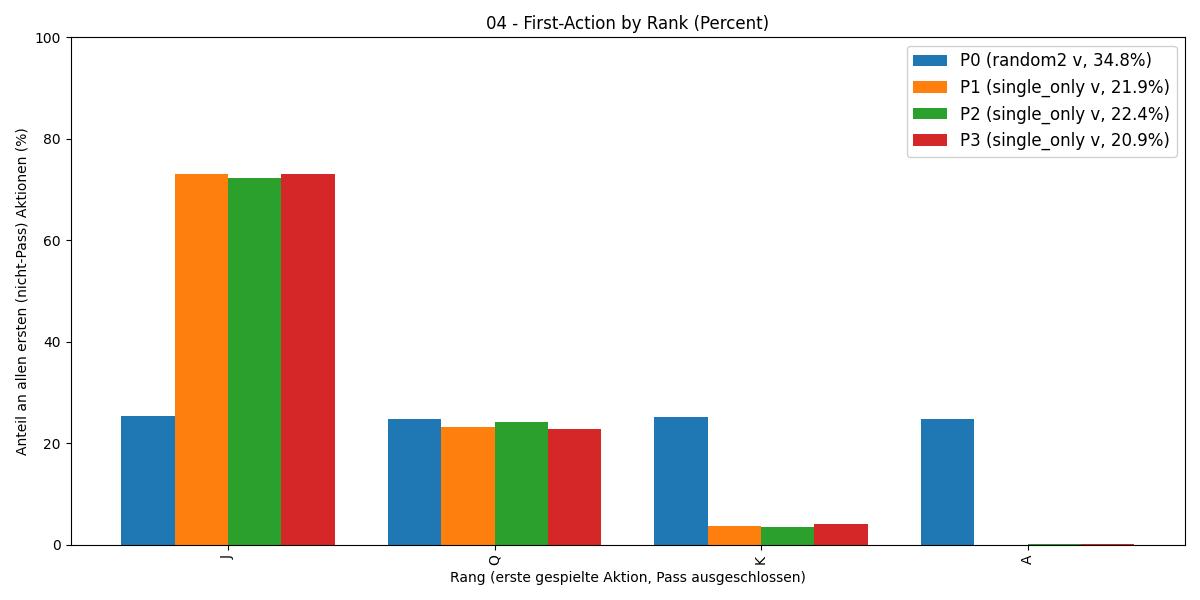 04 - First-Action by Rank (Percent)
Anteil an allen ersten (nicht-Pass) Aktionen (%)
100
80
60
40
20
0
P0 (random2 v, 34.8%)
P1 (single_only v, 21.9%)
P2 (single_only v, 22.4%)
P3 (single_only v, 20.9%)
J
Q
K
A
Rang (erste gespielte Aktion, Pass ausgeschlossen)